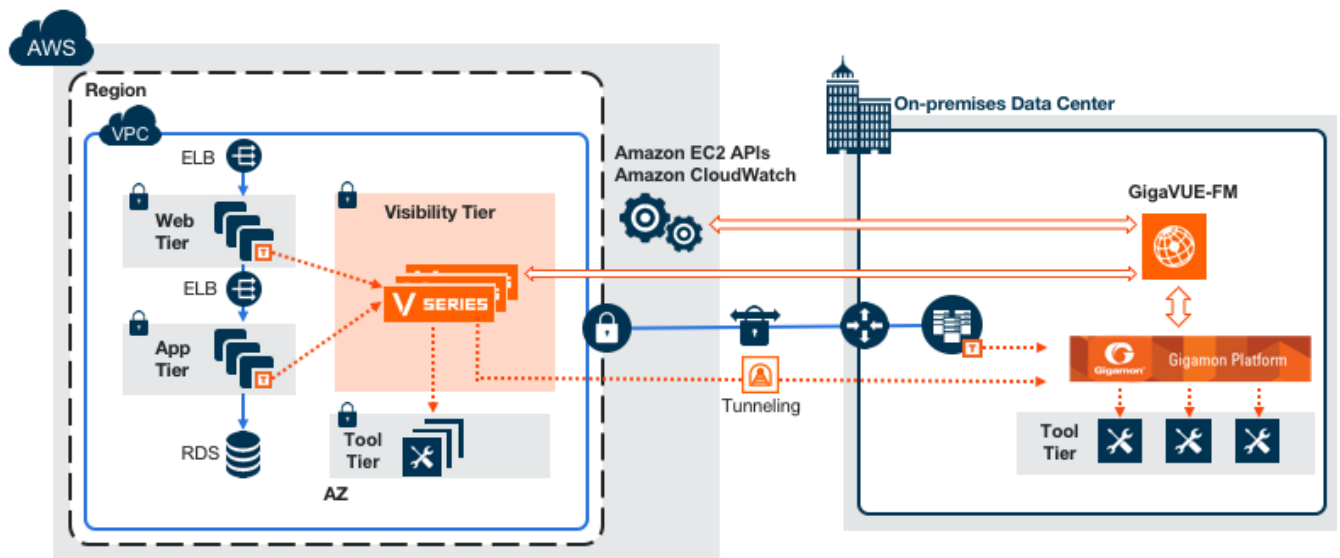 AWS
Region
VPC
ELB
Web
Tier
T
ELB
App
Tier
T
RDS
Visibility Tier
V SERIES
Tool
Tier
AZ
Amazon EC2 APIs
Amazon CloudWatch
Tunneling
On-premises Data Center
GigaVUE-FM
T
G
Gigamon®
Gigamon Platform
Tool
Tier